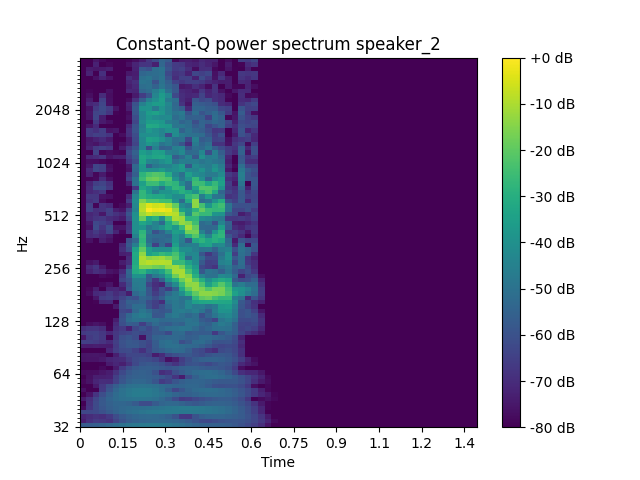 Constant-Q power spectrum speaker_2
Hz
2048
1024
512
256
128
64
32
0 0.15 0.3 0.45 0.6 0.75 0.9 1.1 1.2 1.4
Time
+0 dB
-10 dB
-20 dB
-30 dB
-40 dB
-50 dB
-60 dB
-70 dB
-80 dB